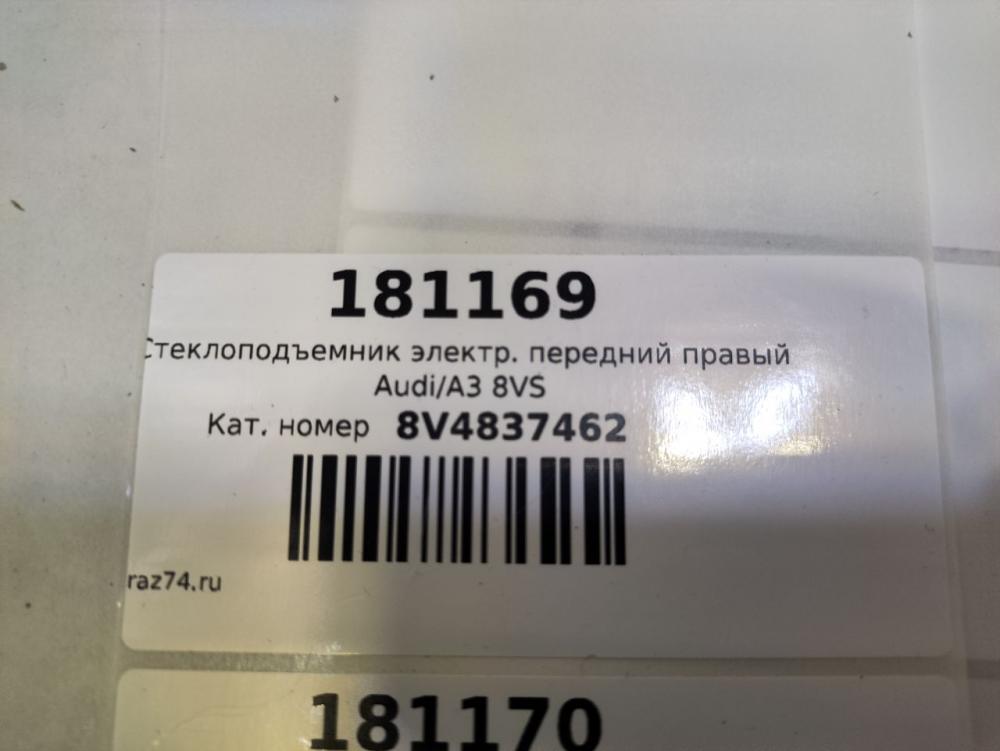 181169
Стеклоподъемник электр. передний правый
Audi/A3 8VS
Кат. номер 8V4837462
raz74.ru
181170